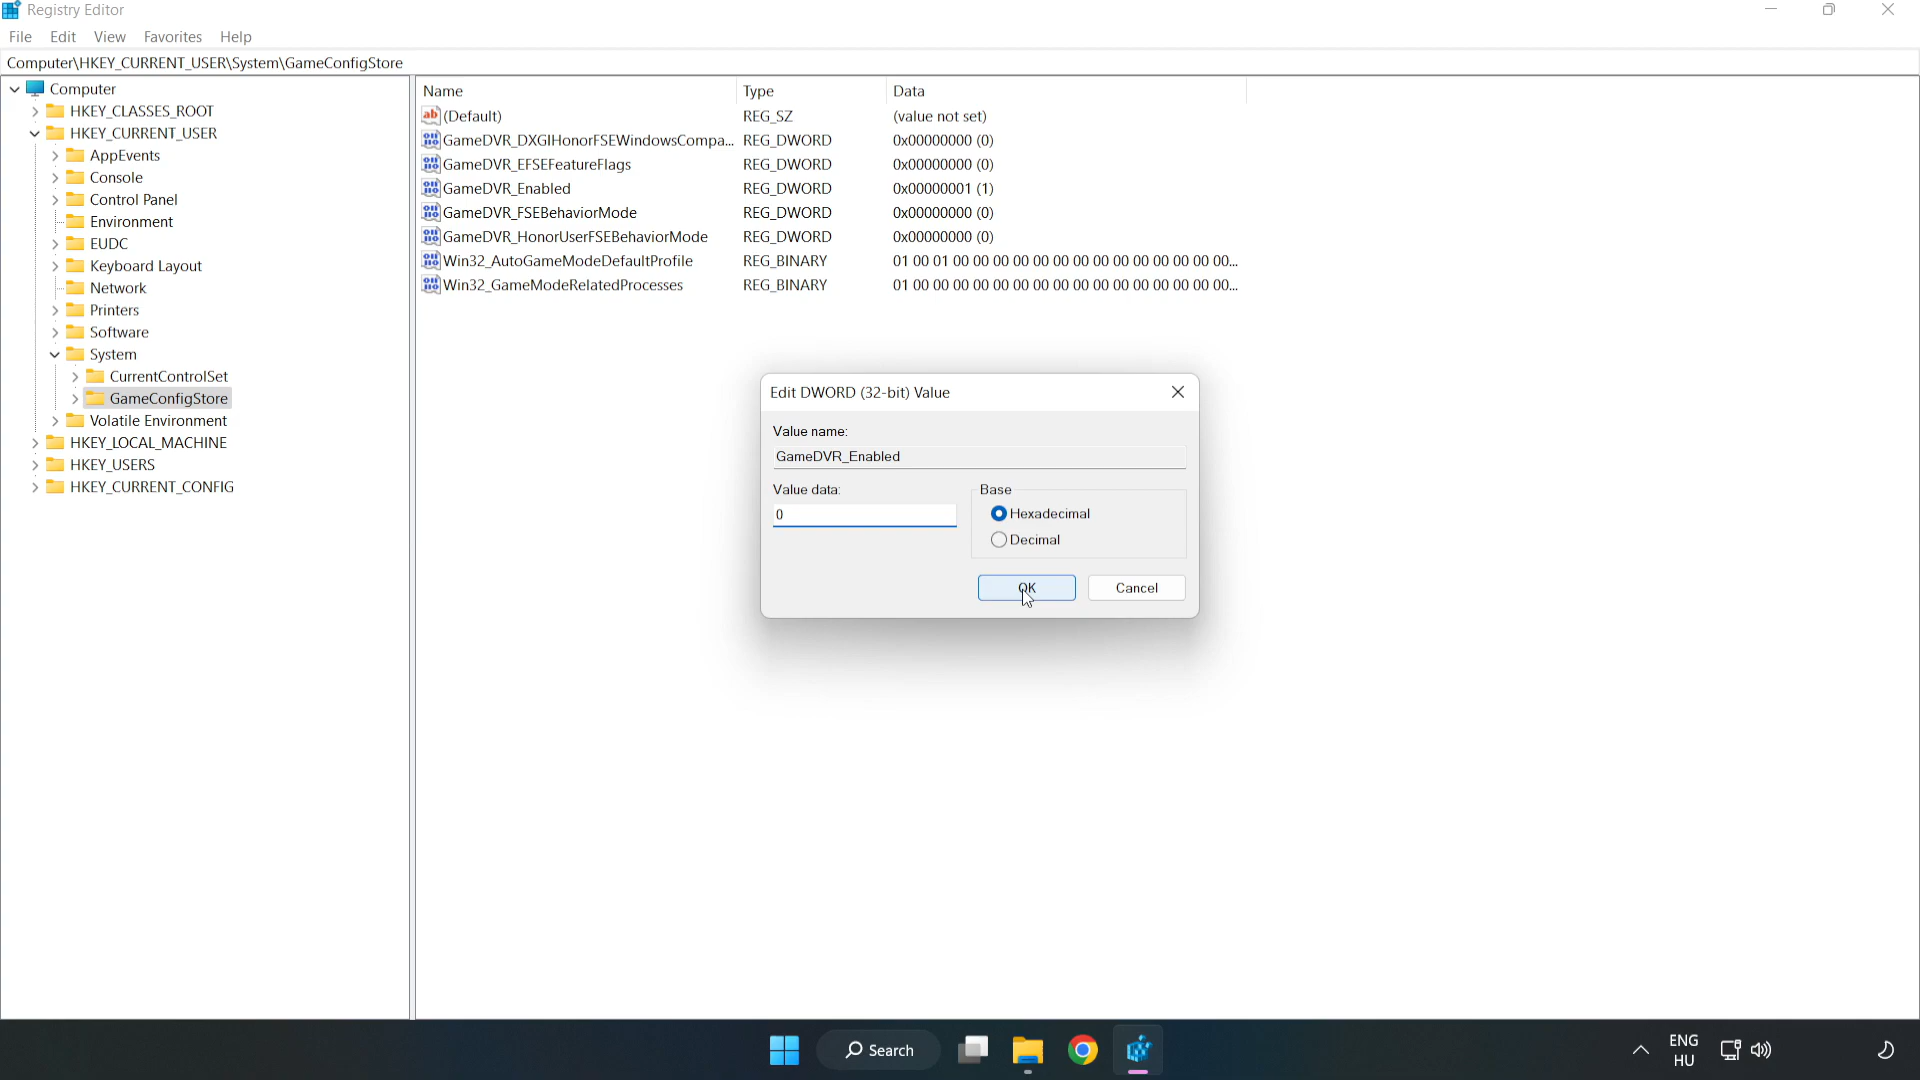 Registry Editor
File Edit View Favorites Help
Computer\HKEY_CURRENT_USER\System\GameConfigStore
Computer
HKEY_CLASSES_ROOT
HKEY_CURRENT_USER
AppEvents
Console
Control Panel
Environment
EUDC
Keyboard Layout
Network
Printers
Software
System
CurrentControlSet
GameConfigStore
Volatile Environment
HKEY_LOCAL_MACHINE
HKEY_USERS
HKEY_CURRENT_CONFIG
Name Type Data
(Default) REG_SZ (value not set)
GameDVR_DXGIHonorFSEWindowsCompa... REG_DWORD 0x00000000 (0)
GameDVR_EFSEFeatureFlags REG_DWORD 0x00000000 (0)
GameDVR_Enabled REG_DWORD 0x00000001 (1)
GameDVR_FSEBehaviorMode REG_DWORD 0x00000000 (0)
GameDVR_HonorUserFSEBehaviorMode REG_DWORD 0x00000000 (0)
Win32_AutoGameModeDefaultProfile REG_BINARY 01 00 01 00 00 00 00 00 00 00 00 00 00 00 00 00 00...
Win32_GameModeRelatedProcesses REG_BINARY 01 00 00 00 00 00 00 00 00 00 00 00 00 00 00 00 00...
Edit DWORD (32-bit) Value
Value name:
GameDVR_Enabled
Value data:
0
Base
Hexadecimal
Decimal
OK Cancel
Search
ENG
HU